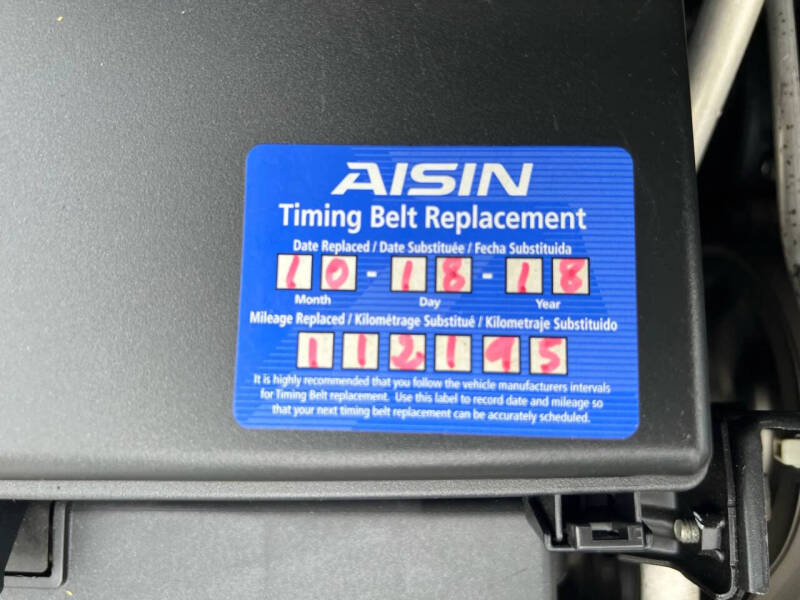 AISIN
Timing Belt Replacement
Date Replaced / Date Substituée / Fecha Substituida
10-18-18
Month Day Year
Mileage Replaced / Kilométrage Substitué / Kilometraje Substituido
112195
It is highly recommended that you follow the vehicle manufacturers intervals
for Timing Belt replacement. Use this label to record date and mileage so
that your next timing belt replacement can be accurately scheduled.